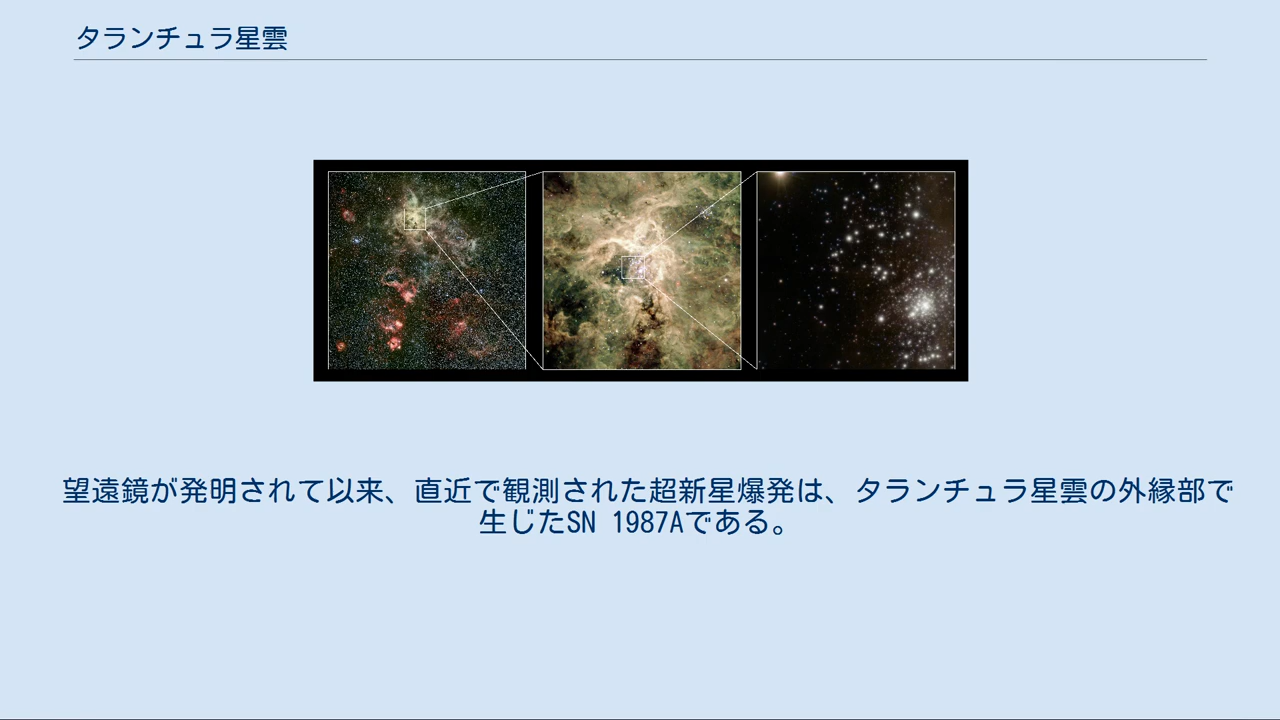 タランチュラ星雲
望遠鏡が発明されて以来、直近で観測された超新星爆発は、タランチュラ星雲の外縁部で
生じたSN 1987Aである。